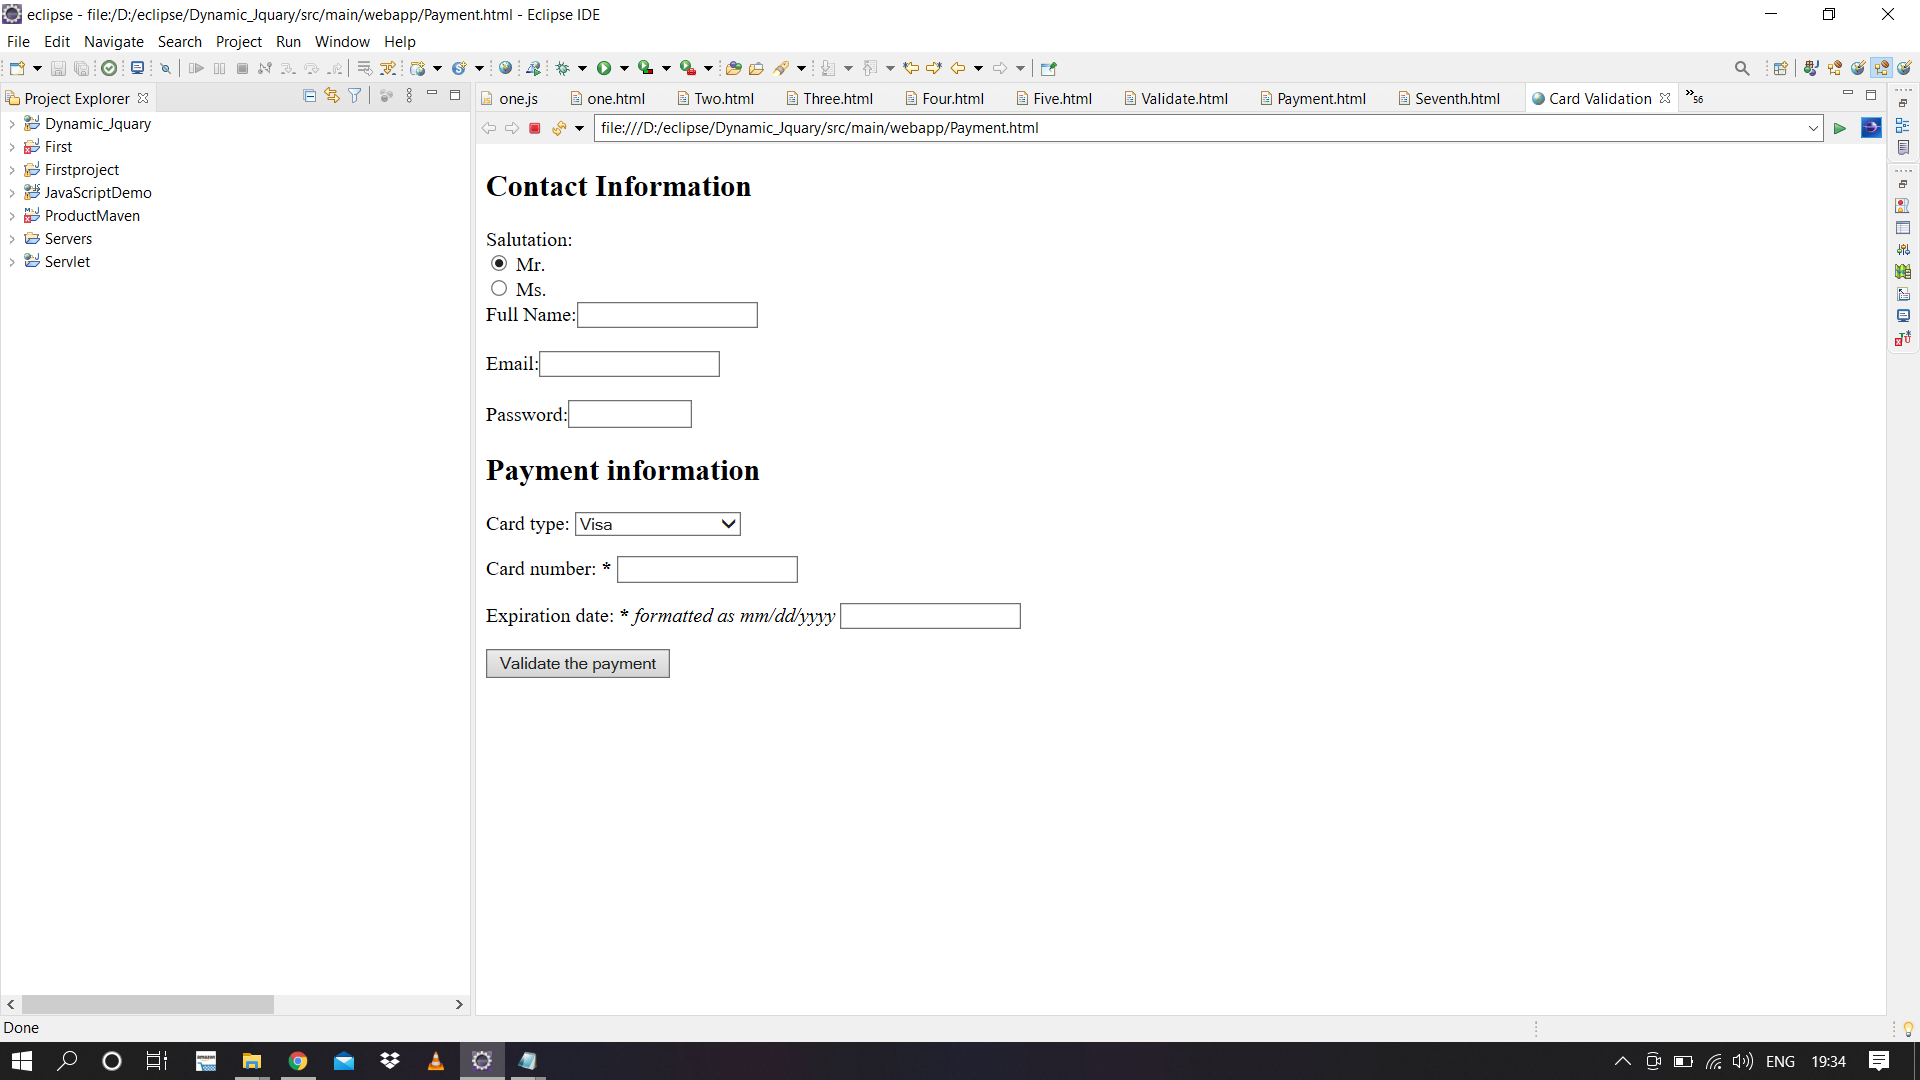 eclipse - file:/D:/eclipse/Dynamic_Jquary/src/main/webapp/Payment.html - Eclipse IDE
File Edit Navigate Search Project Run Window Help
Project Explorer
one.js one.html Two.html Three.html Four.html Five.html Validate.html Payment.html Seventh.html Card Validation »56
file:///D:/eclipse/Dynamic_Jquary/src/main/webapp/Payment.html
Dynamic_Jquary
First
Firstproject
JavaScriptDemo
ProductMaven
Servers
Servlet
Contact Information
Salutation:
Mr.
Ms.
Full Name:
Email:
Password:
Payment information
Card type: Visa
Card number: *
Expiration date: * formatted as mm/dd/yyyy
Validate the payment
Done
amazon
ENG 19:34